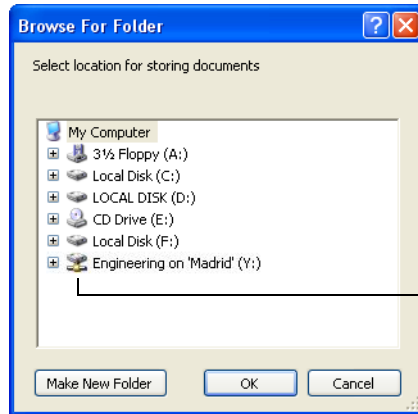 Browse For Folder
Select location for storing documents
My Computer
3½ Floppy (A:)
Local Disk (C:)
LOCAL DISK (D:)
CD Drive (E:)
Local Disk (F:)
Engineering on 'Madrid' (Y:)
Make New Folder
OK
Cancel